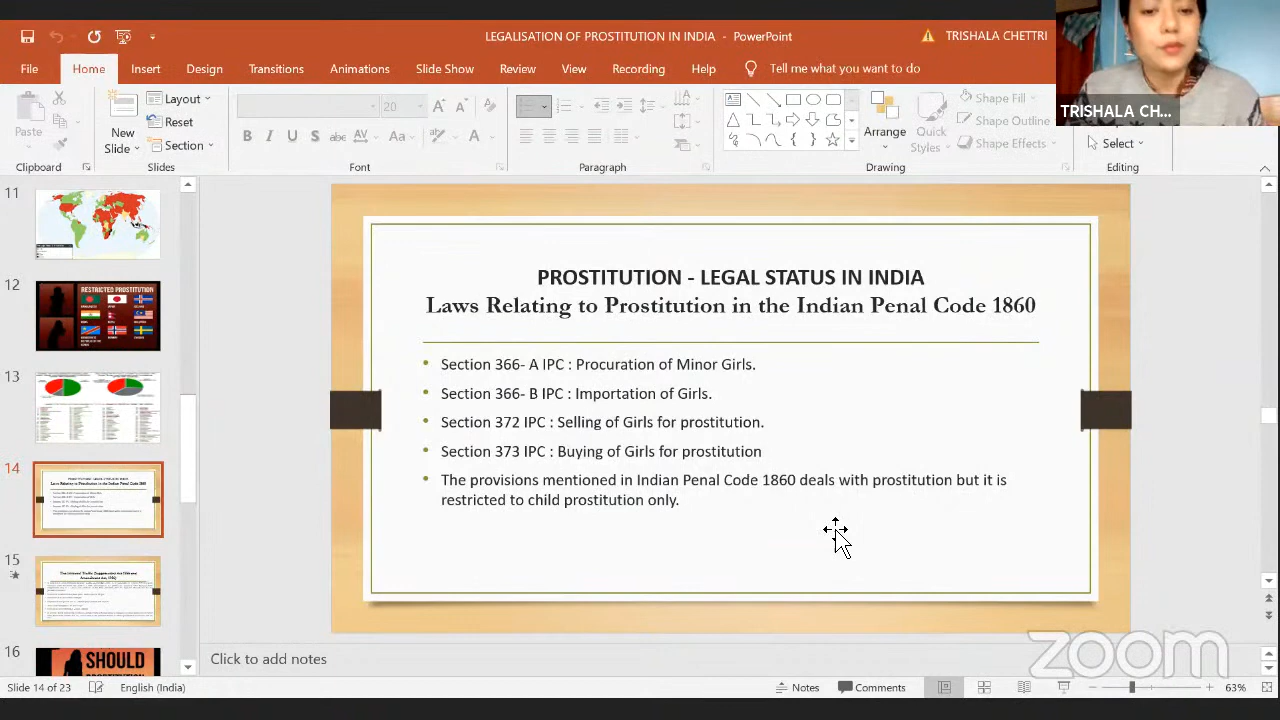 LEGALISATION OF PROSTITUTION IN INDIA - PowerPoint
TRISHALA CHETTRI
TRISHALA CH...
File Home Insert Design Transitions Animations Slide Show Review View Recording Help Tell me what you want to do
Paste
New Slide
Layout
Reset
Section
20
B I U S abc AV Aa A
Arrange
Quick Styles
Shape Fill
Shape Outline
Shape Effects
Select
Clipboard Slides Font Paragraph Drawing Editing
11
12
RESTRICTED PROSTITUTION
13
14
15
16
SHOULD
PROSTITUTION - LEGAL STATUS IN INDIA
Laws Relating to Prostitution in the Indian Penal Code 1860
• Section 366- A IPC : Procuration of Minor Girls.
• Section 366- B IPC : Importation of Girls.
• Section 372 IPC : Selling of Girls for prostitution.
• Section 373 IPC : Buying of Girls for prostitution
• The provisions mentioned in Indian Penal Code 1860 deals with prostitution but it is
restricted to child prostitution only.
Click to add notes
zoom
Slide 14 of 23 English (India) Notes Comments 63%